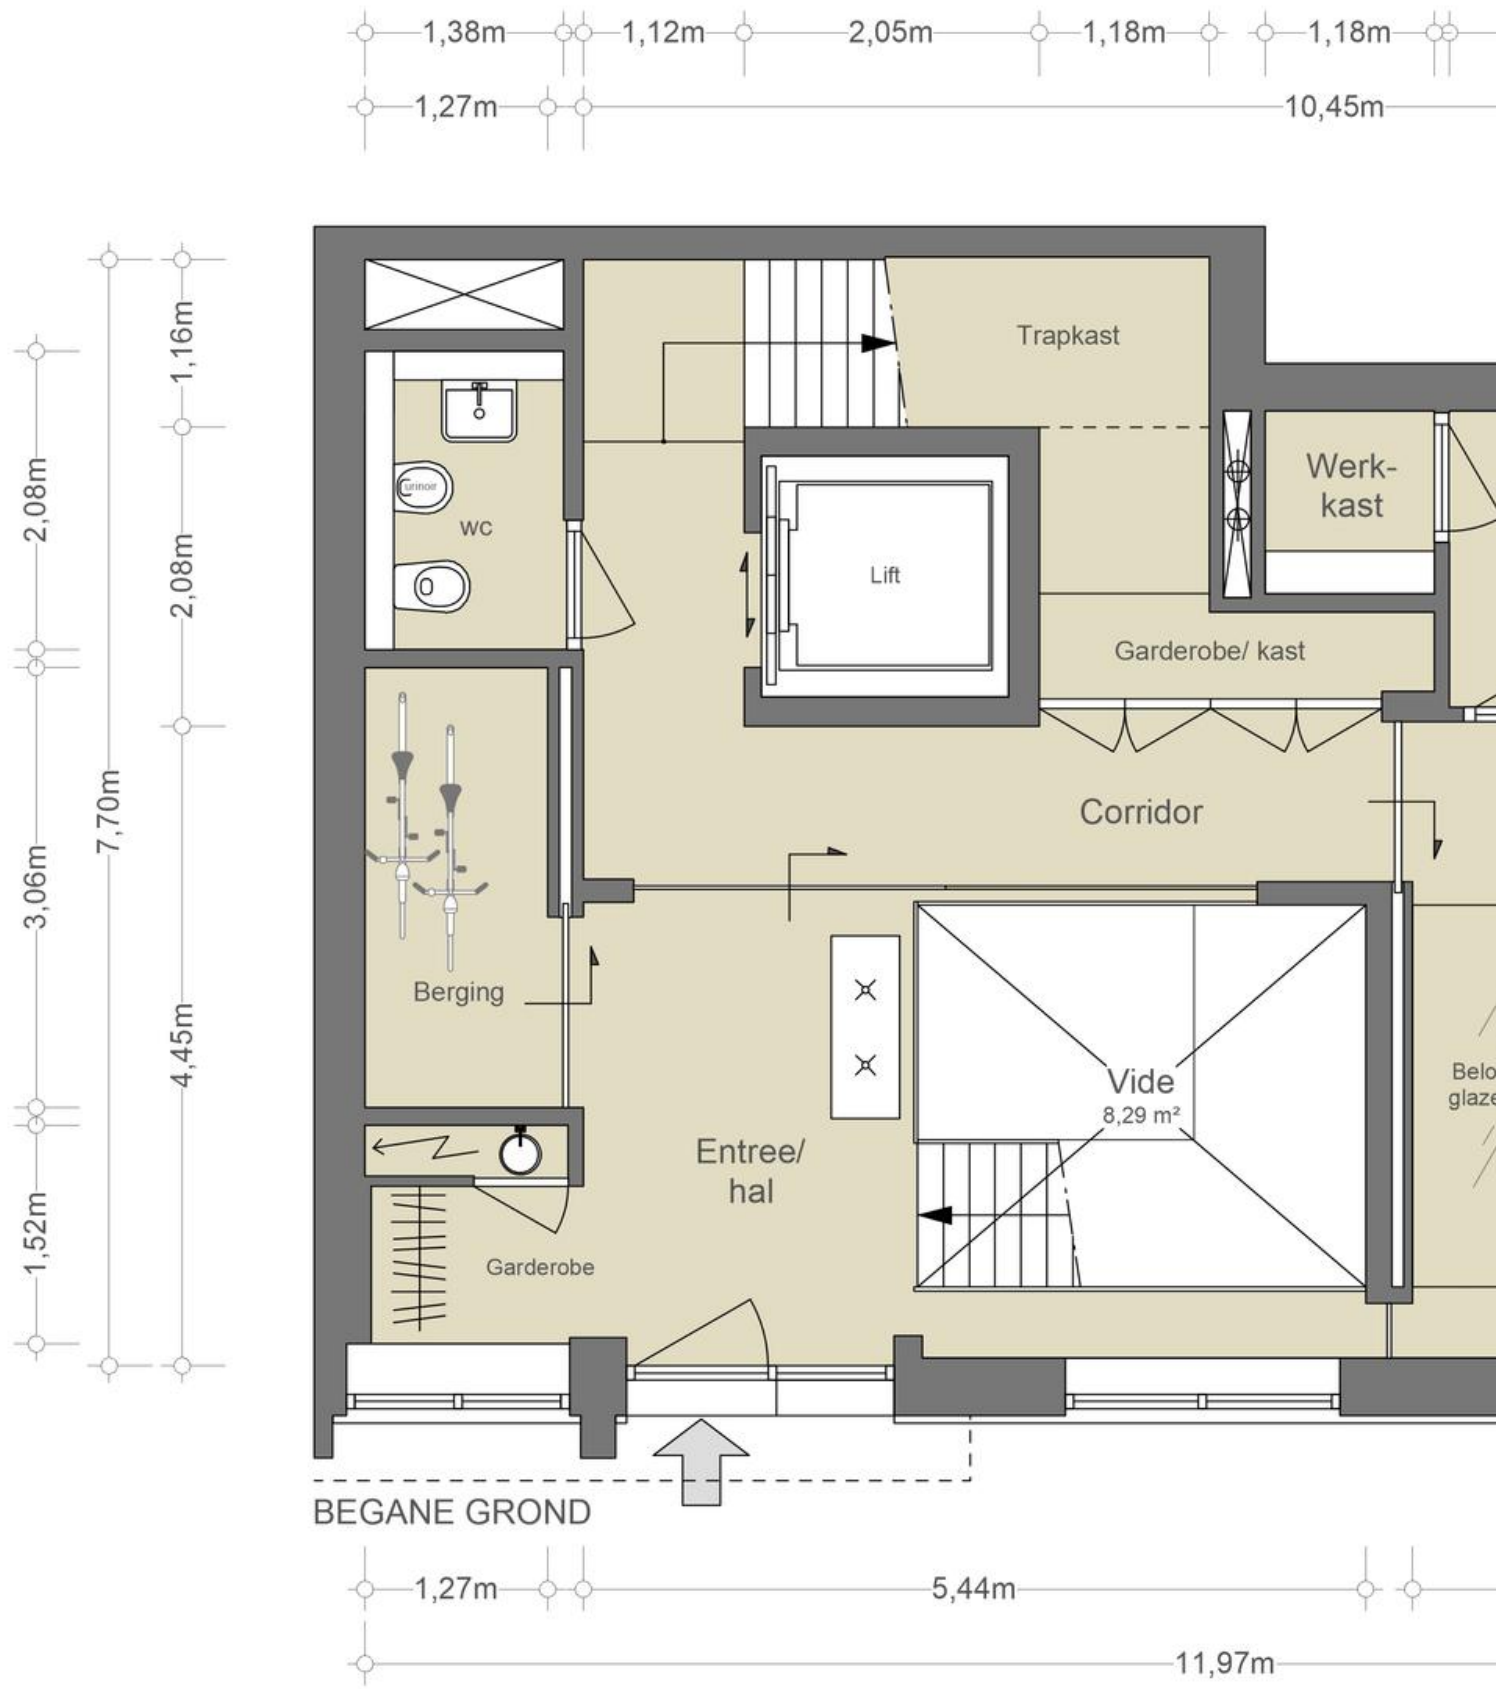 1,38m
1,12m
2,05m
1,18m
1,18m
1,27m
10,45m
1,16m
2,08m
2,08m
7,70m
3,06m
4,45m
1,52m
Trapkast
Werk-
kast
urinoir
wc
Lift
Garderobe/ kast
Corridor
Berging
Vide
8,29 m²
Belo
glaze
Entree/
hal
Garderobe
BEGANE GROND
1,27m
5,44m
11,97m